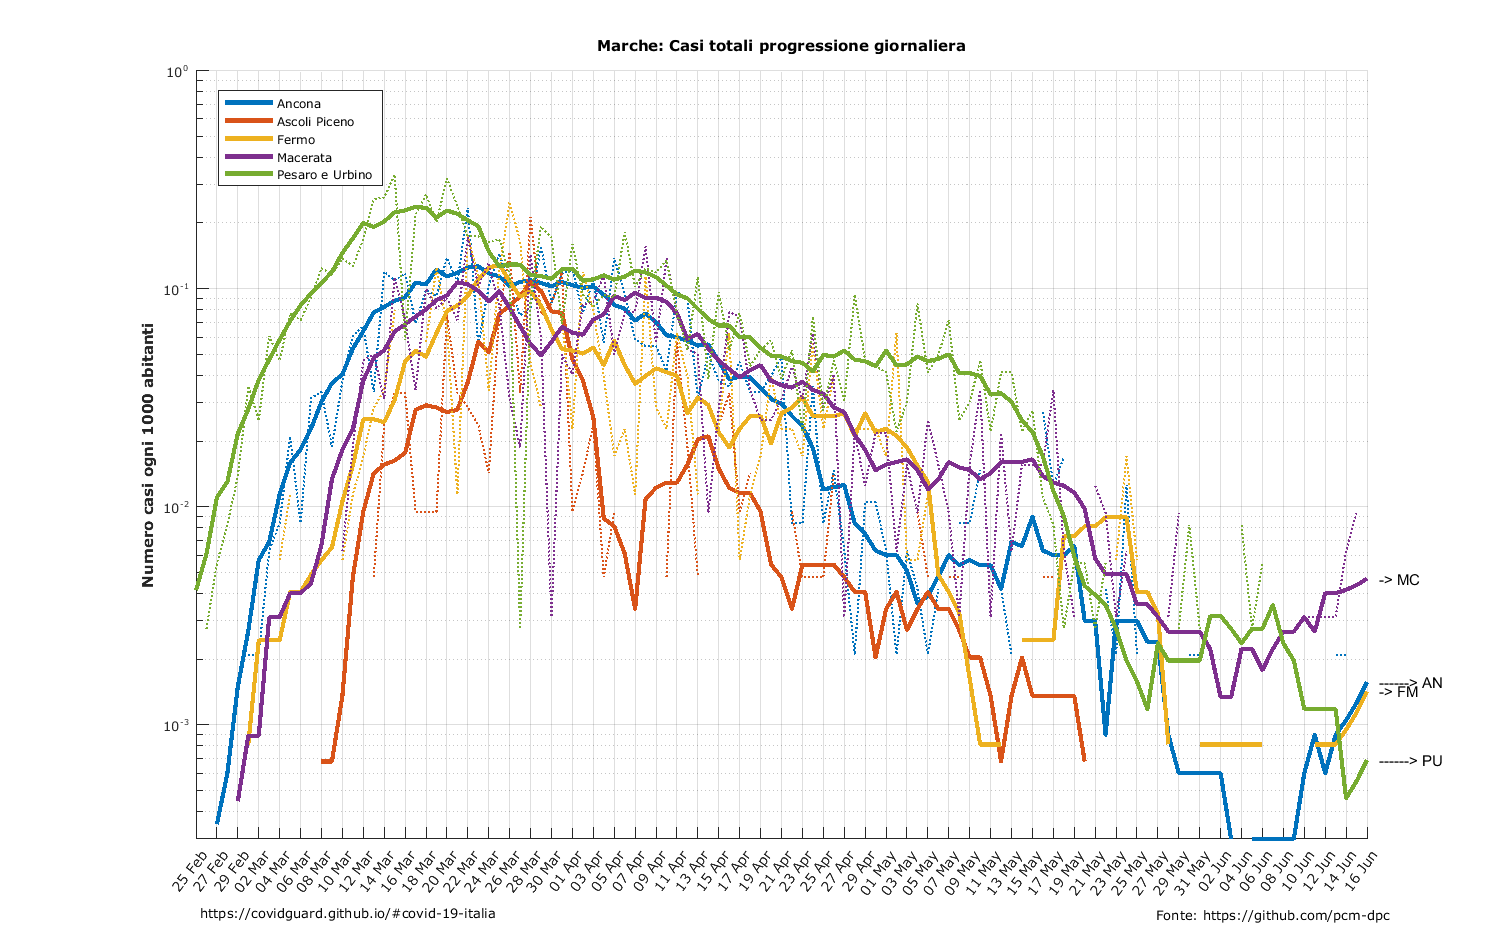 Marche: Casi totali progressione giornaliera
Numero casi ogni 1000 abitanti
10⁰
10⁻¹
10⁻²
10⁻³
Ancona
Ascoli Piceno
Fermo
Macerata
Pesaro e Urbino
-> MC
------> AN
-> FM
------> PU
25 Feb
27 Feb
29 Feb
02 Mar
04 Mar
06 Mar
08 Mar
10 Mar
12 Mar
14 Mar
16 Mar
18 Mar
20 Mar
22 Mar
24 Mar
26 Mar
28 Mar
30 Mar
01 Apr
03 Apr
05 Apr
07 Apr
09 Apr
11 Apr
13 Apr
15 Apr
17 Apr
19 Apr
21 Apr
23 Apr
25 Apr
27 Apr
29 Apr
01 May
03 May
05 May
07 May
09 May
11 May
13 May
15 May
17 May
19 May
21 May
23 May
25 May
27 May
29 May
31 May
02 Jun
04 Jun
06 Jun
08 Jun
10 Jun
12 Jun
14 Jun
16 Jun
https://covidguard.github.io/#covid-19-italia
Fonte: https://github.com/pcm-dpc